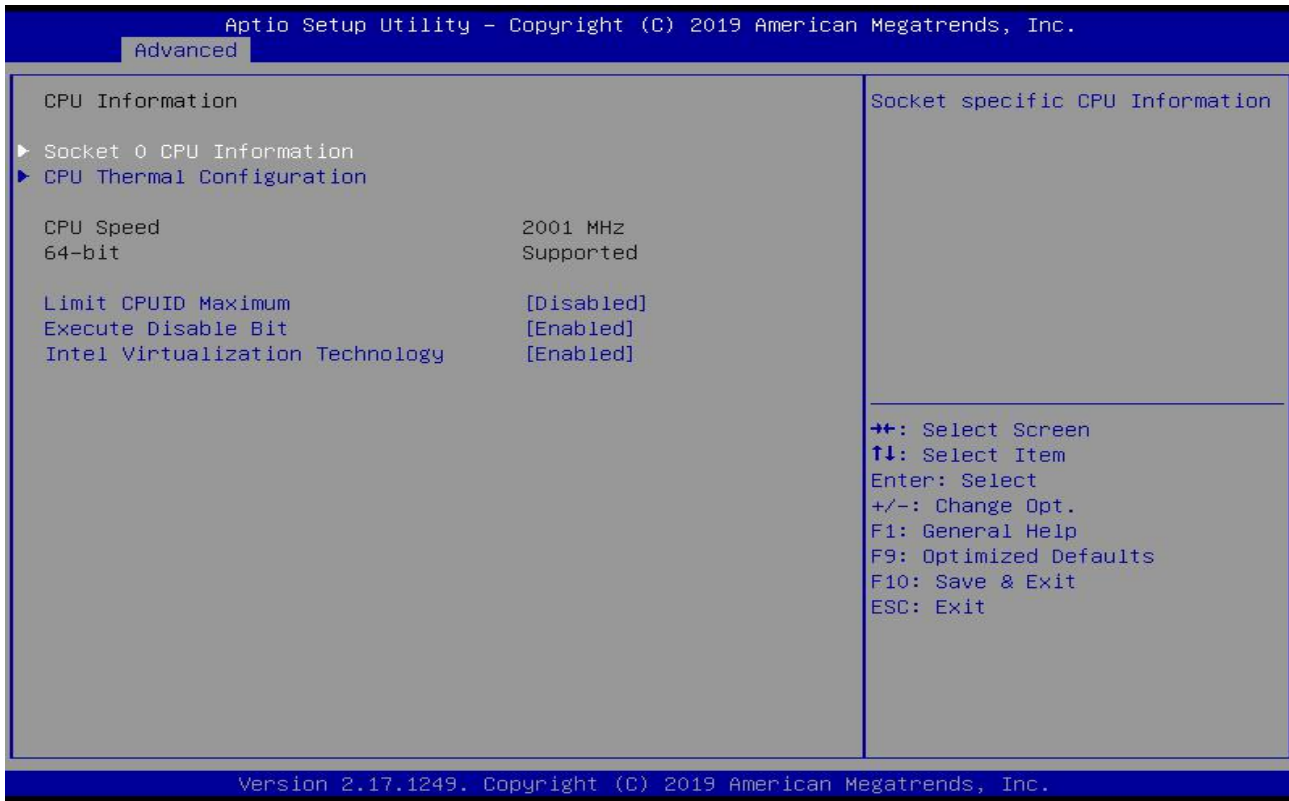 Aptio Setup Utility – Copyright (C) 2019 American Megatrends, Inc.
Advanced
CPU Information
► Socket 0 CPU Information
► CPU Thermal Configuration
CPU Speed 2001 MHz
64-bit Supported
Limit CPUID Maximum [Disabled]
Execute Disable Bit [Enabled]
Intel Virtualization Technology [Enabled]
Socket specific CPU Information
→←: Select Screen
↑↓: Select Item
Enter: Select
+/-: Change Opt.
F1: General Help
F9: Optimized Defaults
F10: Save & Exit
ESC: Exit
Version 2.17.1249. Copyright (C) 2019 American Megatrends, Inc.